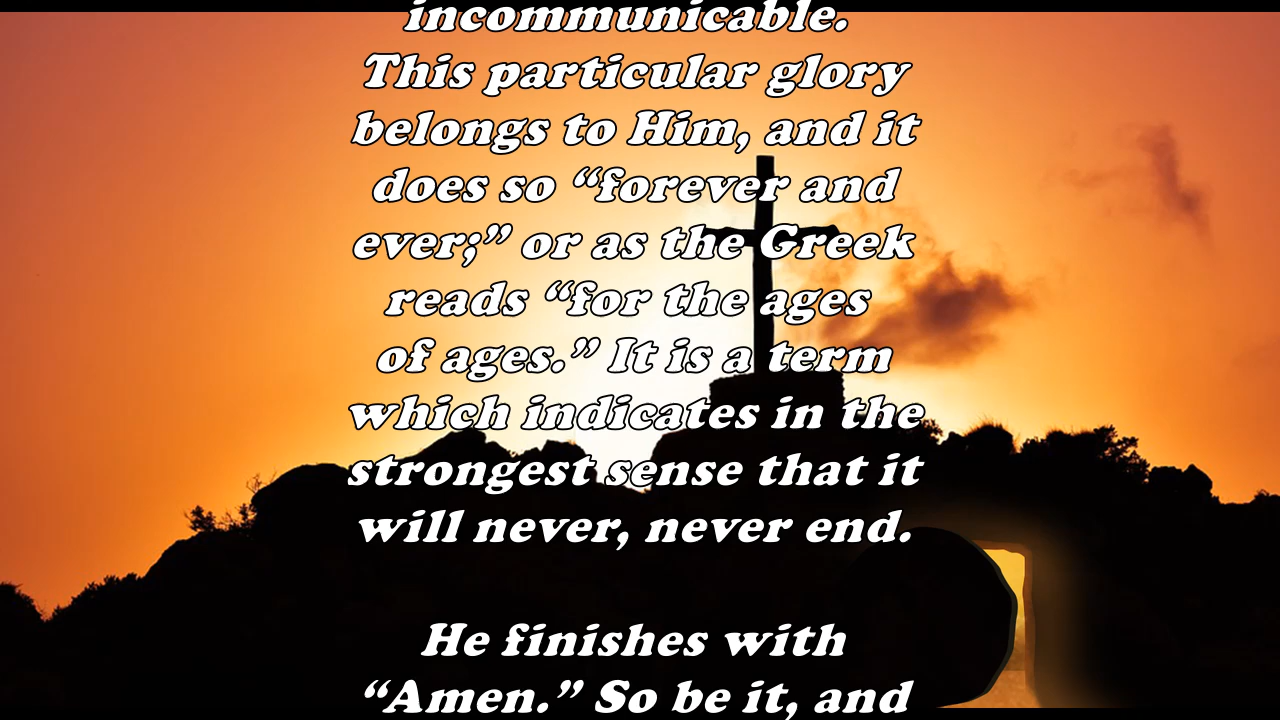 incommunicable.
This particular glory
belongs to Him, and it
does so “forever and
ever;” or as the Greek
reads “for the ages
of ages.” It is a term
which indicates in the
strongest sense that it
will never, never end.
He finishes with
“Amen.” So be it, and